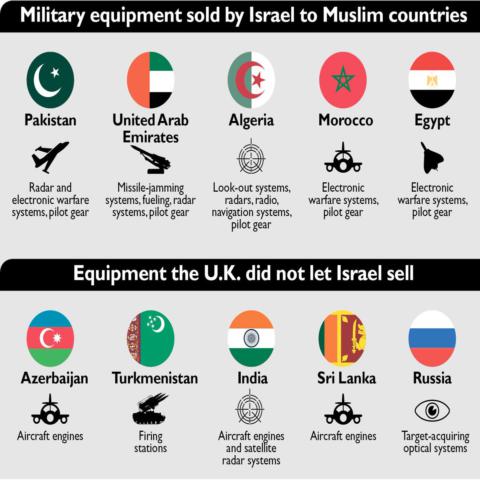 Military equipment sold by Israel to Muslim countries
Pakistan
Radar and
electronic warfare
systems, pilot gear
United Arab
Emirates
Missile-jamming
systems, fueling, radar
systems, pilot gear
Algeria
Look-out systems,
radars, radio,
navigation systems,
pilot gear
Morocco
Electronic
warfare systems,
pilot gear
Egypt
Electronic
warfare systems,
pilot gear
Equipment the U.K. did not let Israel sell
Azerbaijan
Aircraft engines
Turkmenistan
Firing
stations
India
Aircraft engines
and satellite
radar systems
Sri Lanka
Aircraft engines
Russia
Target-acquiring
optical systems